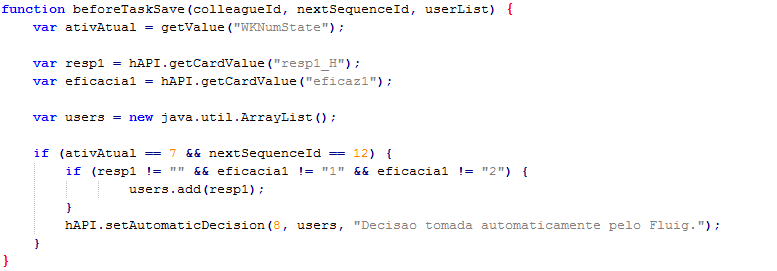 function beforeTaskSave(colleagueId, nextSequenceId, userList) {
    var ativAtual = getValue("WKNumState");

    var resp1 = hAPI.getCardValue("resp1_H");
    var eficacia1 = hAPI.getCardValue("eficaz1");

    var users = new java.util.ArrayList();

    if (ativAtual == 7 && nextSequenceId == 12) {
        if (resp1 != "" && eficacia1 != "1" && eficacia1 != "2") {
                users.add(resp1);
        }
        hAPI.setAutomaticDecision(8, users, "Decisao tomada automaticamente pelo Fluig.");
    }
}